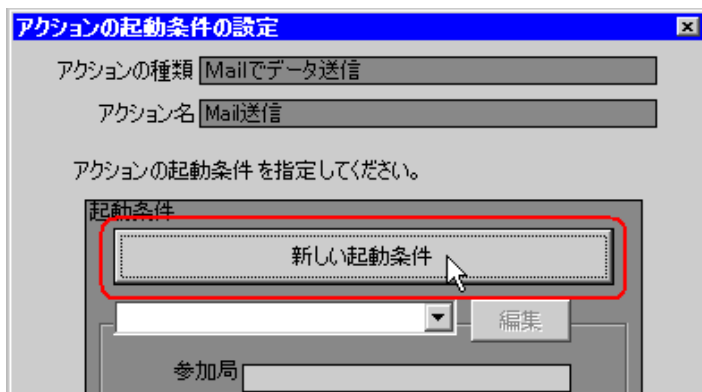 アクションの起動条件の設定
アクションの種類 Mailでデータ送信
アクション名 Mail送信
アクションの起動条件を指定してください。
起動条件
新しい起動条件
編集
参加局